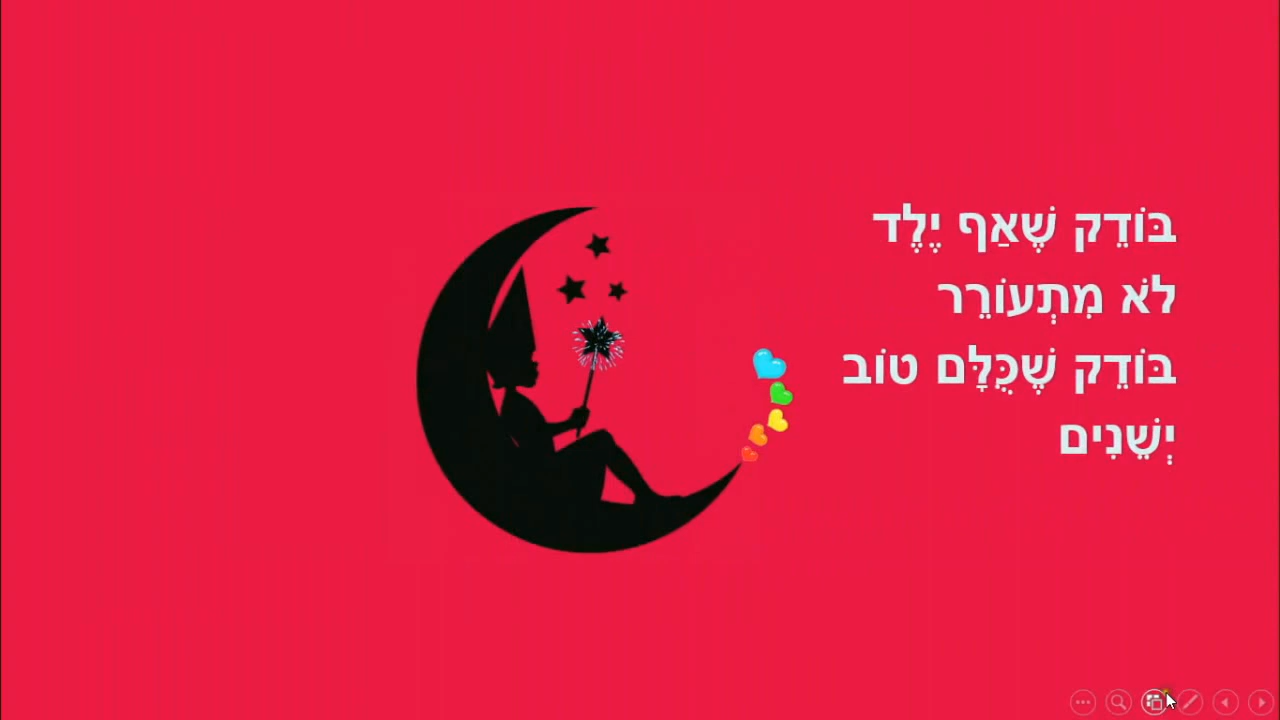 בּוֹדֵק שֶׁאַף יֶלֶד
לֹא מִתְעוֹרֵר
בּוֹדֵק שֶׁכֻּלָּם טוֹב
יְשֵׁנִים